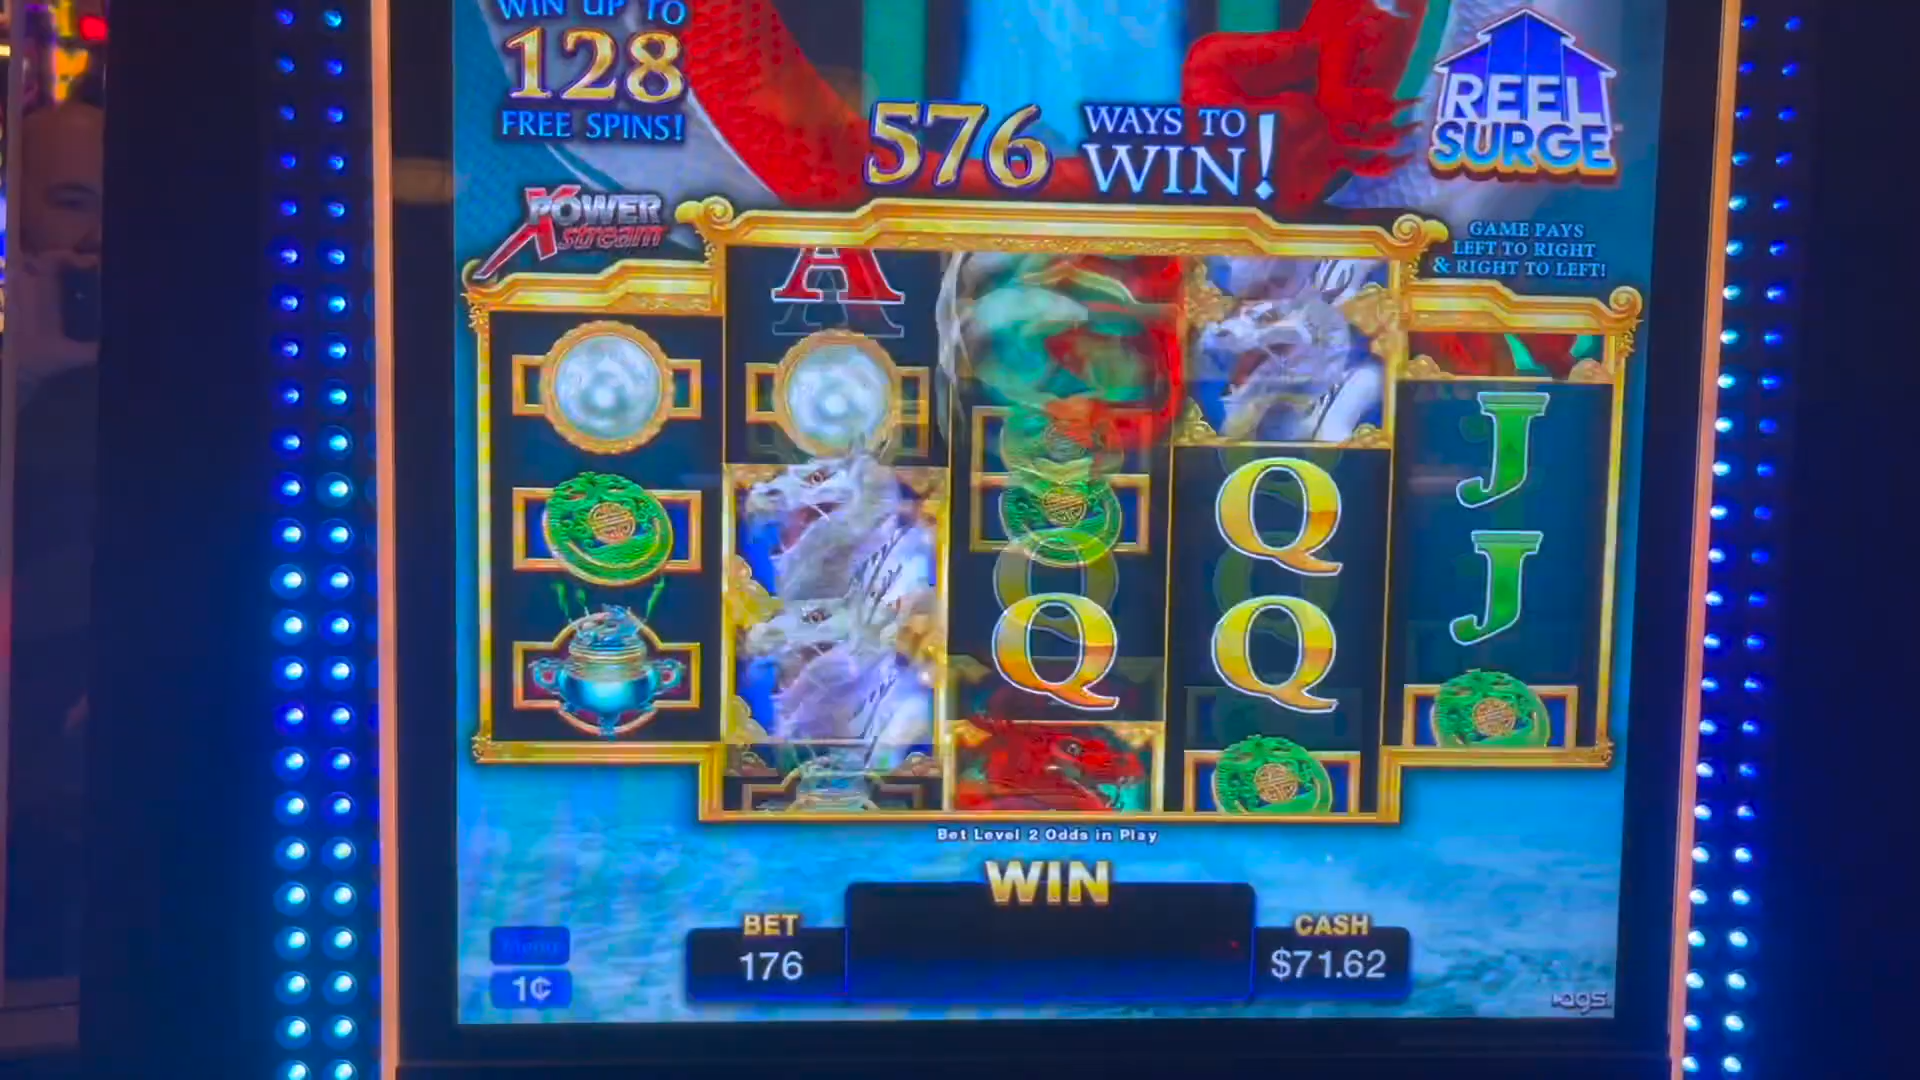 WIN UP TO
128
FREE SPINS!
576 WAYS TO WIN!
REEL
SURGE
POWER
Xstream
GAME PAYS
LEFT TO RIGHT
& RIGHT TO LEFT!
A
Q
J
Q
Q
J
Q
Bet Level 2 Odds in Play
WIN
BET
176
CASH
$71.62
Menu
1¢
ags